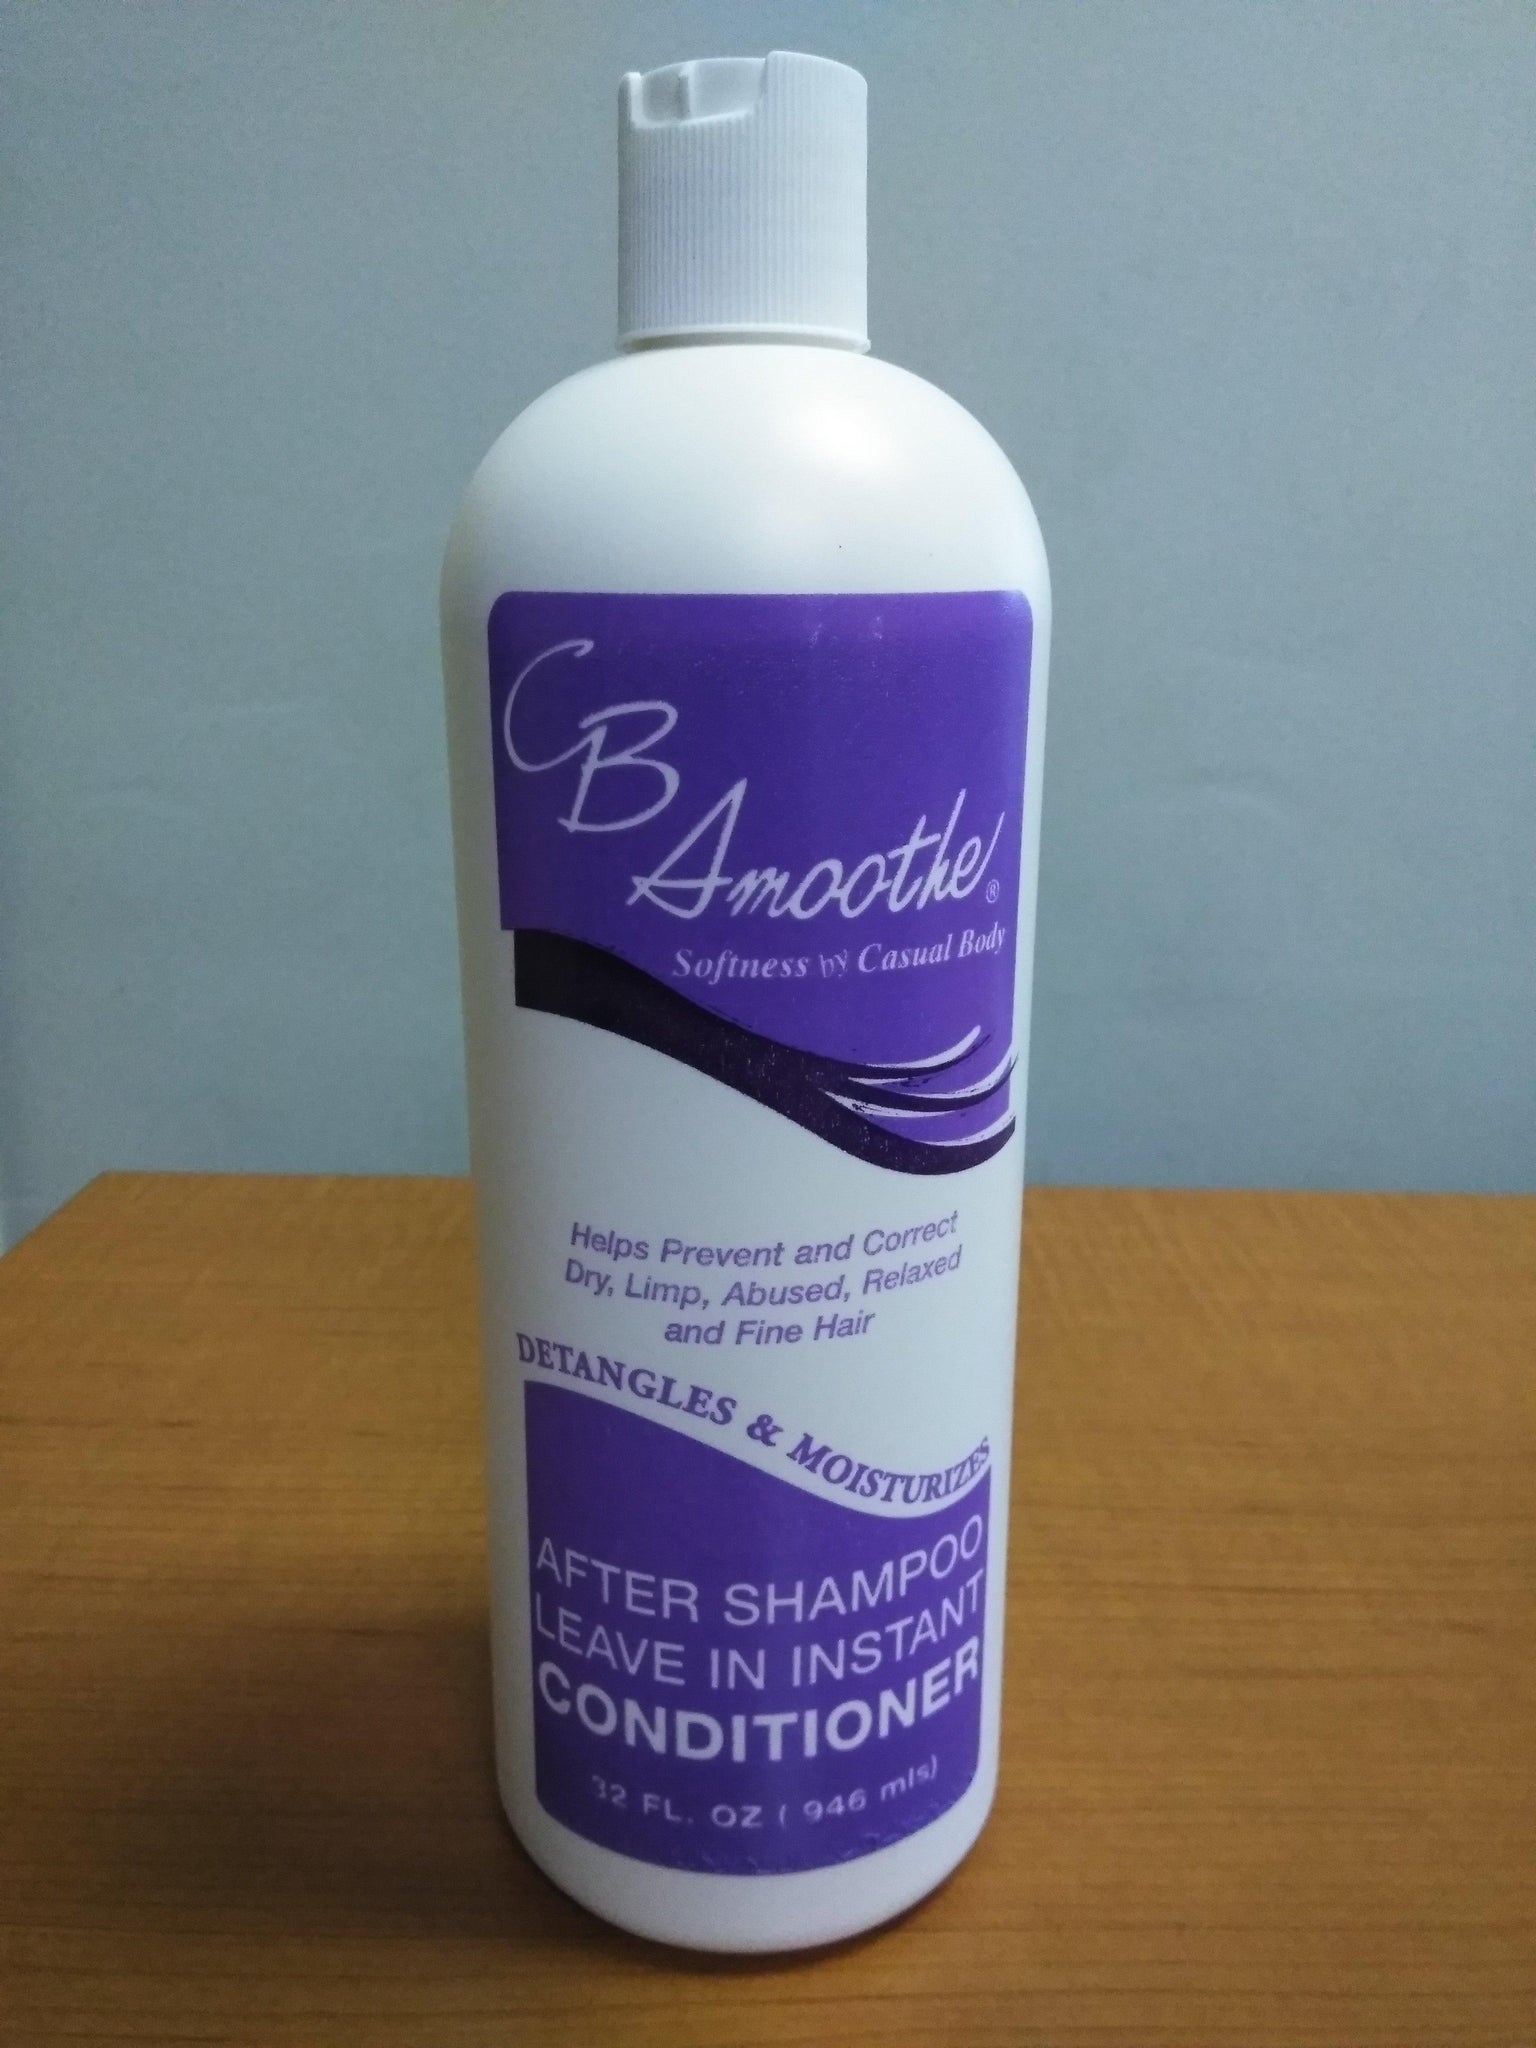 CB
Smoothe®
Softness by Casual Body
Helps Prevent and Correct
Dry, Limp, Abused, Relaxed
and Fine Hair
DETANGLES & MOISTURIZES
AFTER SHAMPOO
LEAVE IN INSTANT
CONDITIONER
32 FL. OZ ( 946 mls)